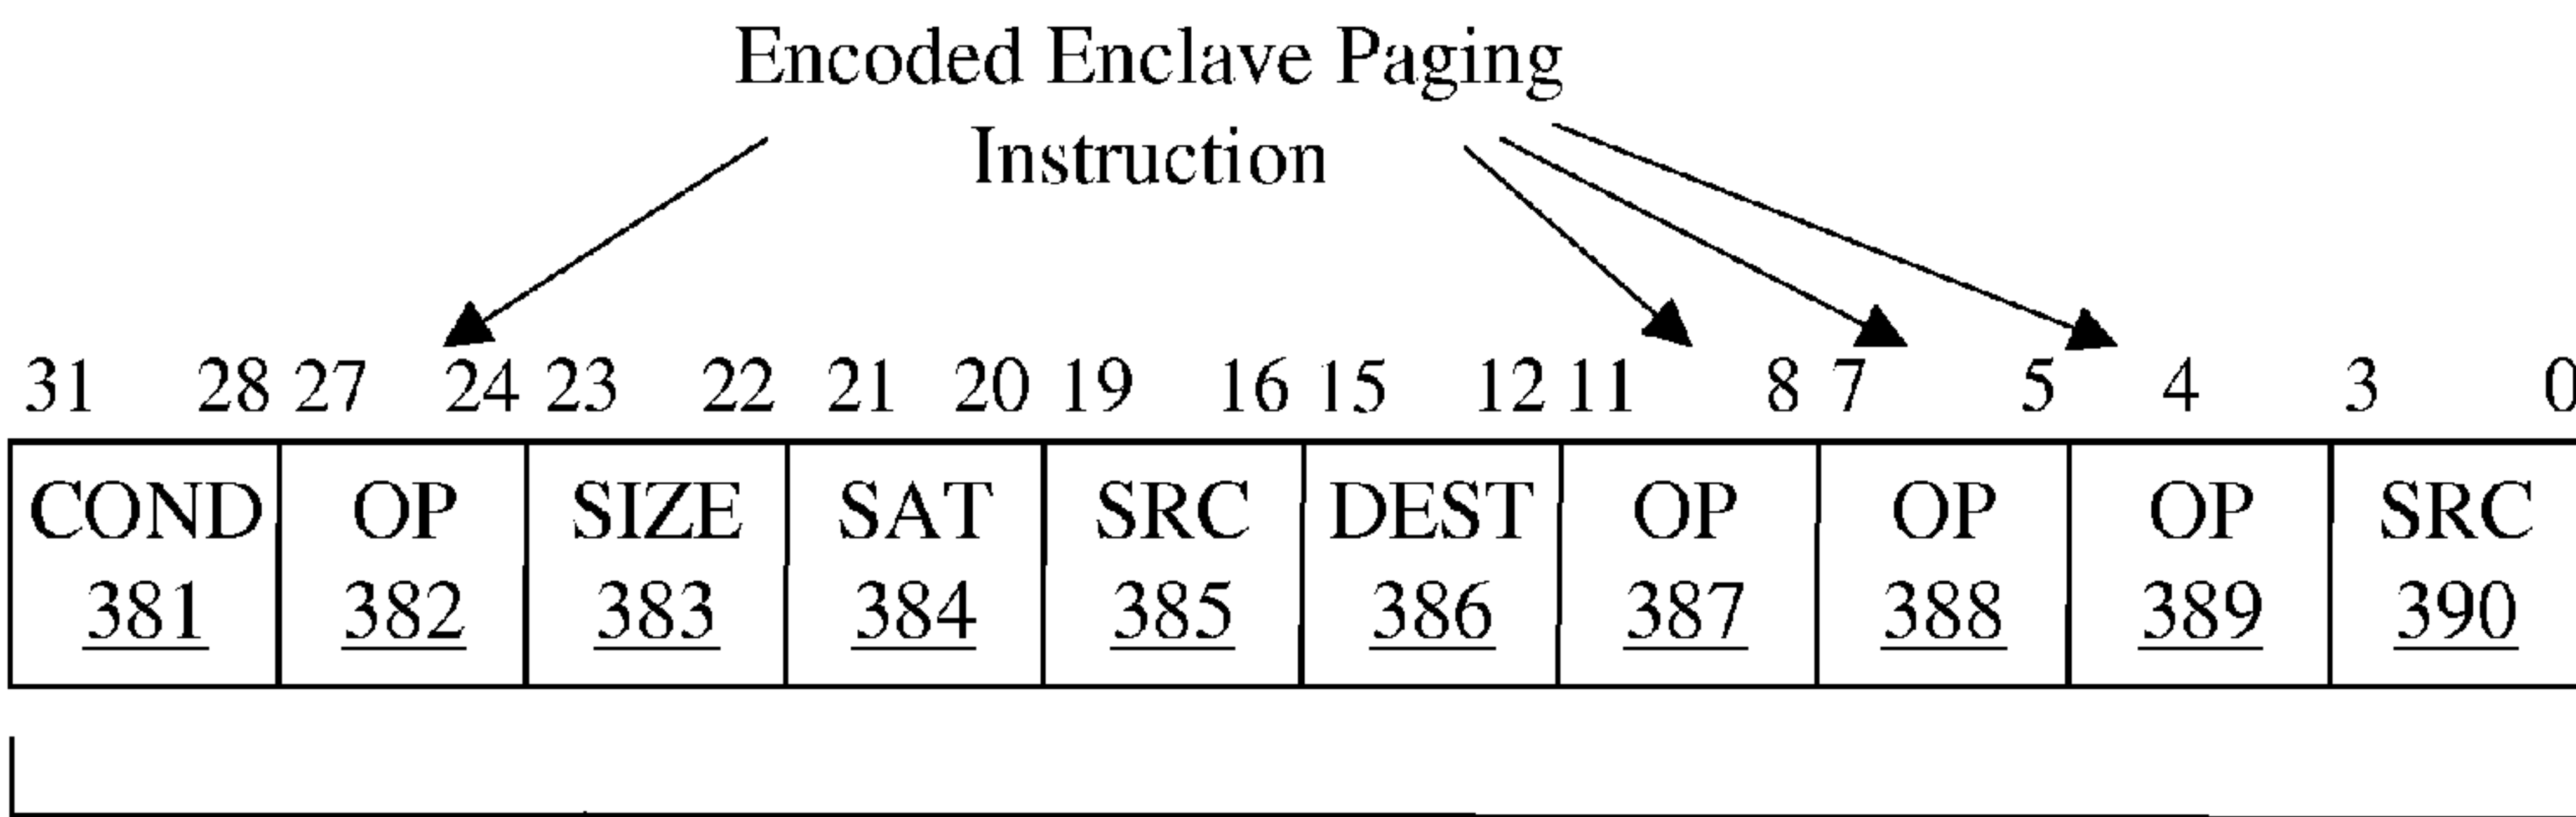 Encoded Enclave Paging
Instruction
31 28 27 24 23 22 21 20 19 16 15 12 11 8 7 5 4 3 0
COND OP SIZE SAT SRC DEST OP OP OP SRC
381 382 383 384 385 386 387 388 389 390